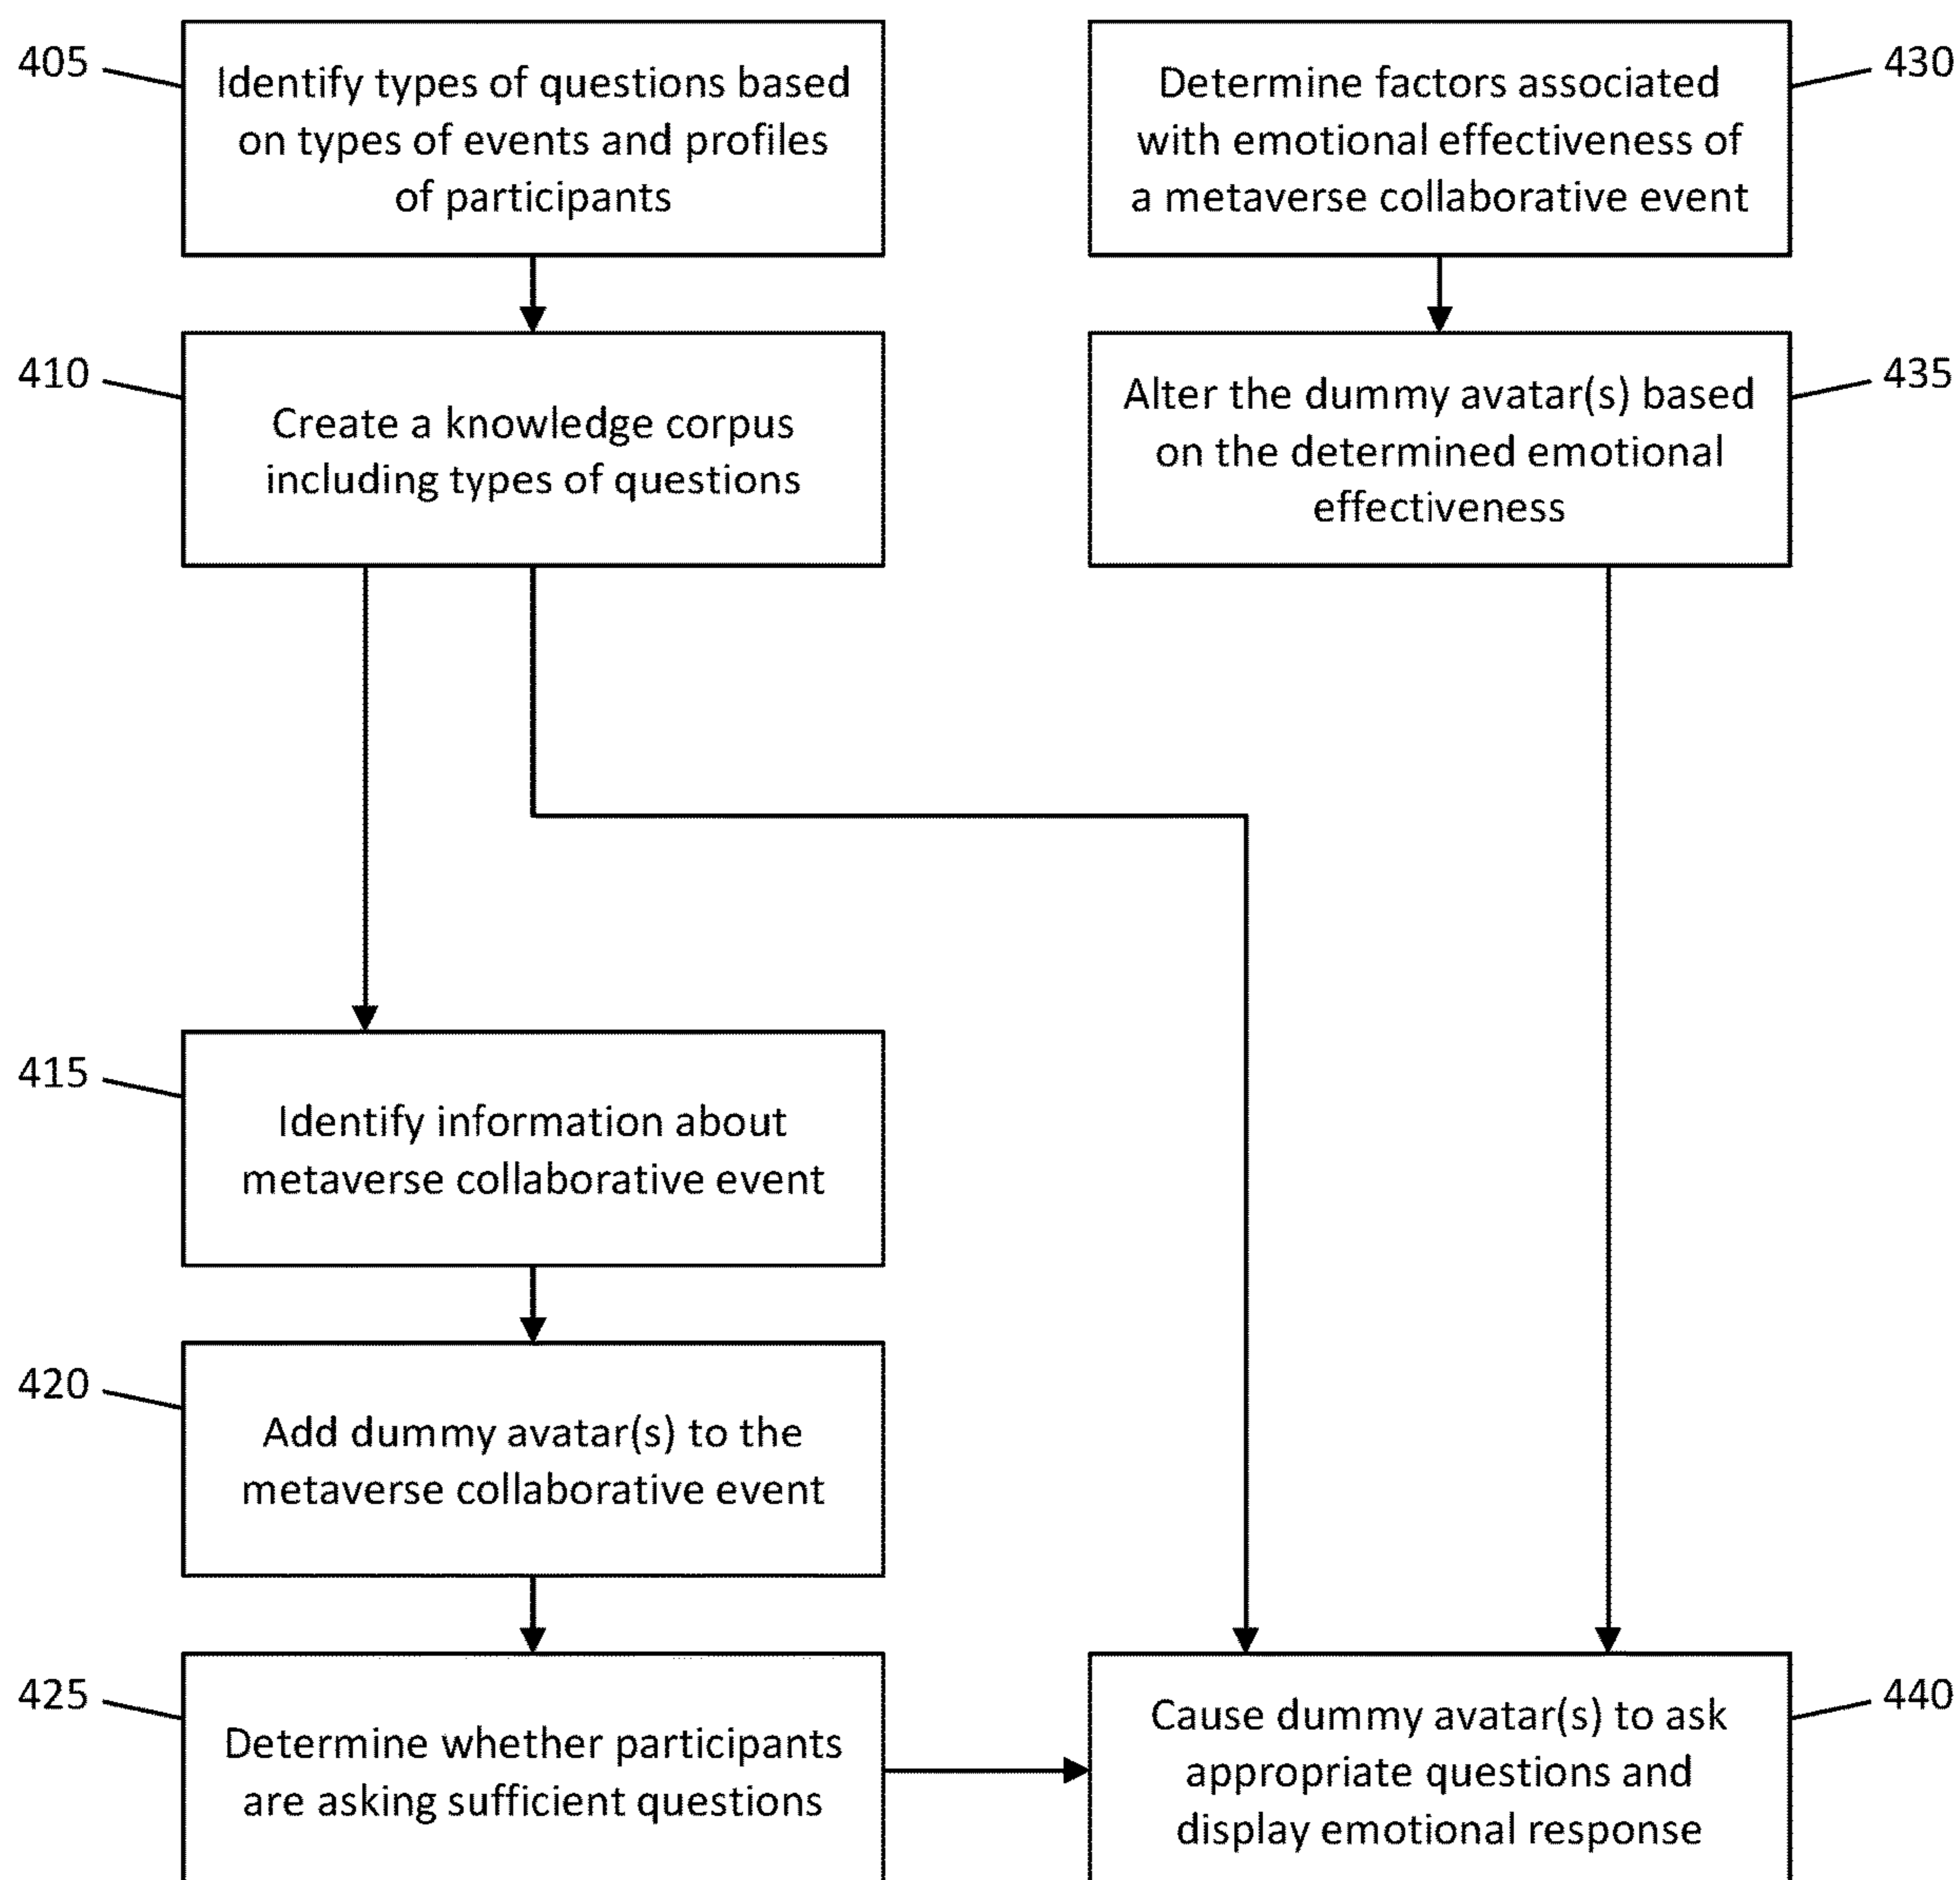 405
Identify types of questions based
on types of events and profiles
of participants
430
Determine factors associated
with emotional effectiveness of
a metaverse collaborative event
410
Create a knowledge corpus
including types of questions
435
Alter the dummy avatar(s) based
on the determined emotional
effectiveness
415
Identify information about
metaverse collaborative event
420
Add dummy avatar(s) to the
metaverse collaborative event
425
Determine whether participants
are asking sufficient questions
440
Cause dummy avatar(s) to ask
appropriate questions and
display emotional response